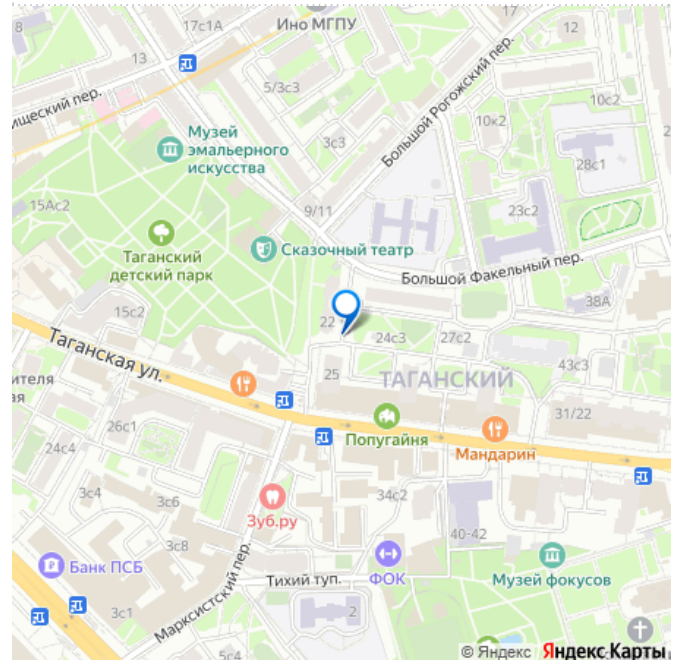 17с1А
Ино МГПУ
17
12
13
5/3с3
10с2
10к2
2
ищеский пер.
Большой Рогожский пер.
Музей
эмальерного
искусства
3с3
28с1
15Ас2
9/11
23с2
Таганский
детский парк
Сказочный театр
Большой Факельный пер.
38А
15с2
22
24с3
27с2
Таганская ул.
43с3
25
ТАГАНСКИЙ
ителя
ая
31/22
26с1
Попугайня
Мандарин
24с4
3с4
3с6
Зуб.ру
34с2
40-42
3с8
Банк ПСБ
ФОК
Музей фокусов
Тихий туп.
Марксистский пер.
3с1
2
© Яндекс Яндекс Карты